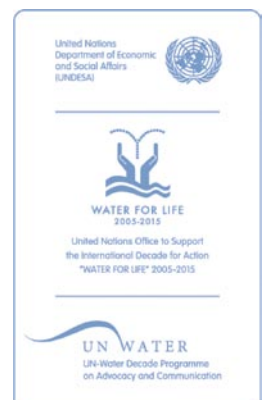 United Nations
Department of Economic
and Social Affairs
(UNDESA)
WATER FOR LIFE
2005-2015
United Nations Office to Support
the International Decade for Action
"WATER FOR LIFE" 2005-2015
UN WATER
UN-Water Decade Programme
on Advocacy and Communication